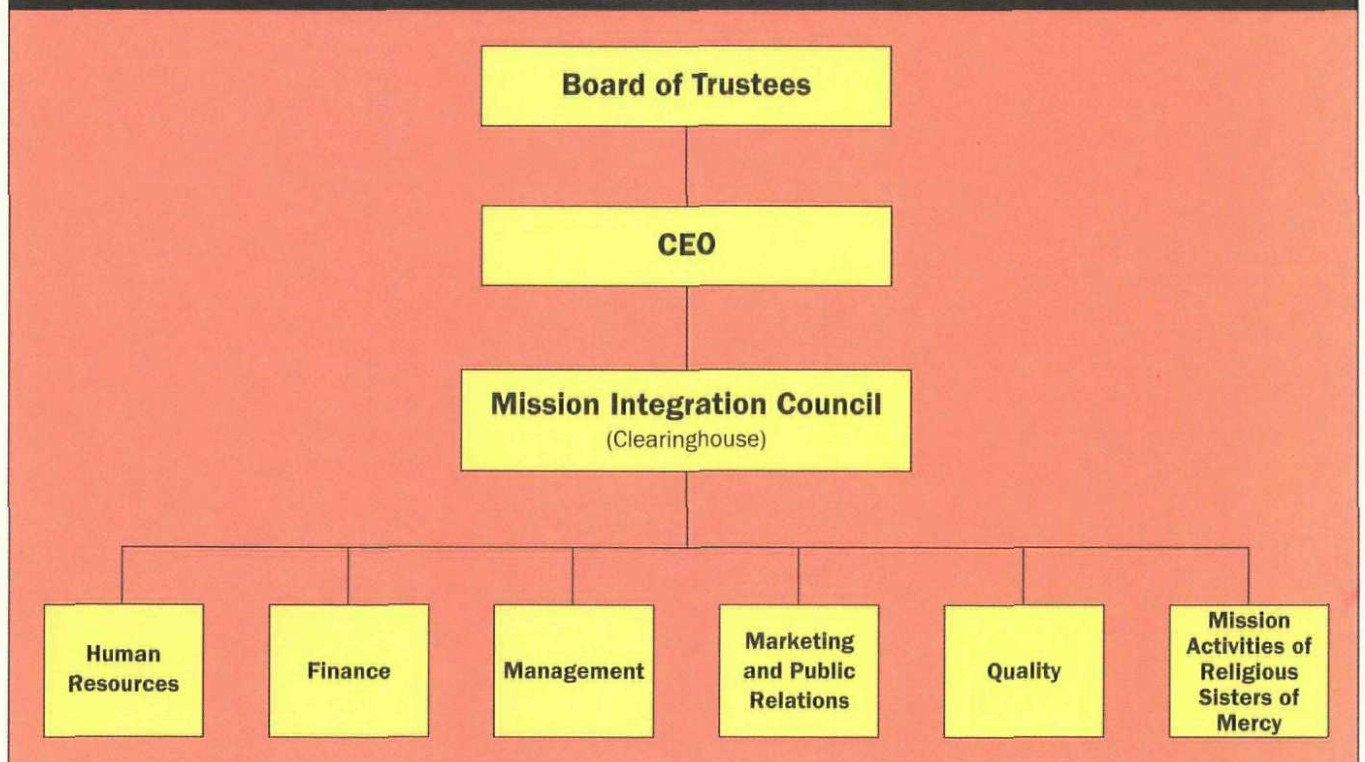 Board of Trustees
CEO
Mission Integration Council
(Clearinghouse)
Human
Resources
Finance
Management
Marketing
and Public
Relations
Quality
Mission
Activities of
Religious
Sisters of
Mercy